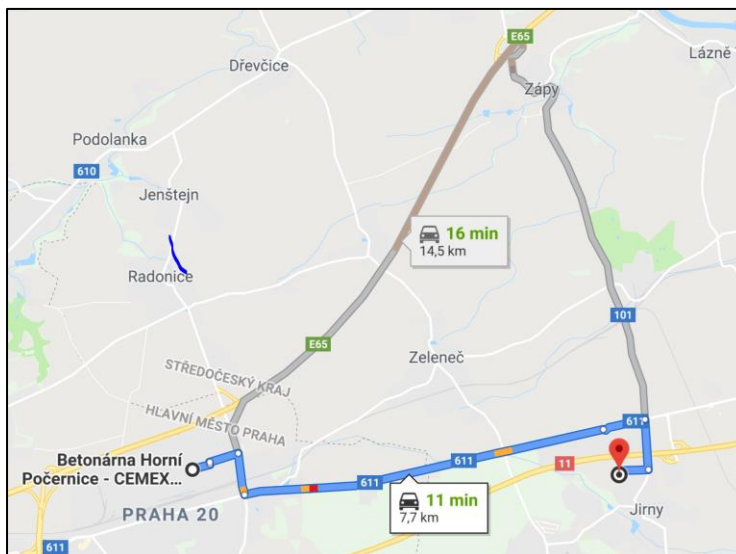 E65
Lázně
Dřevčice
Zápy
Podolanka
610
Jenštejn
16 min
14,5 km
Radonice
101
E65
Zeleneč
STŘEDOČESKÝ KRAJ
HLAVNÍ MĚSTO PRAHA
611
Betonárna Horní
Počernice - CEMEX...
611
11
611
11 min
7,7 km
PRAHA 20
Jirny
611